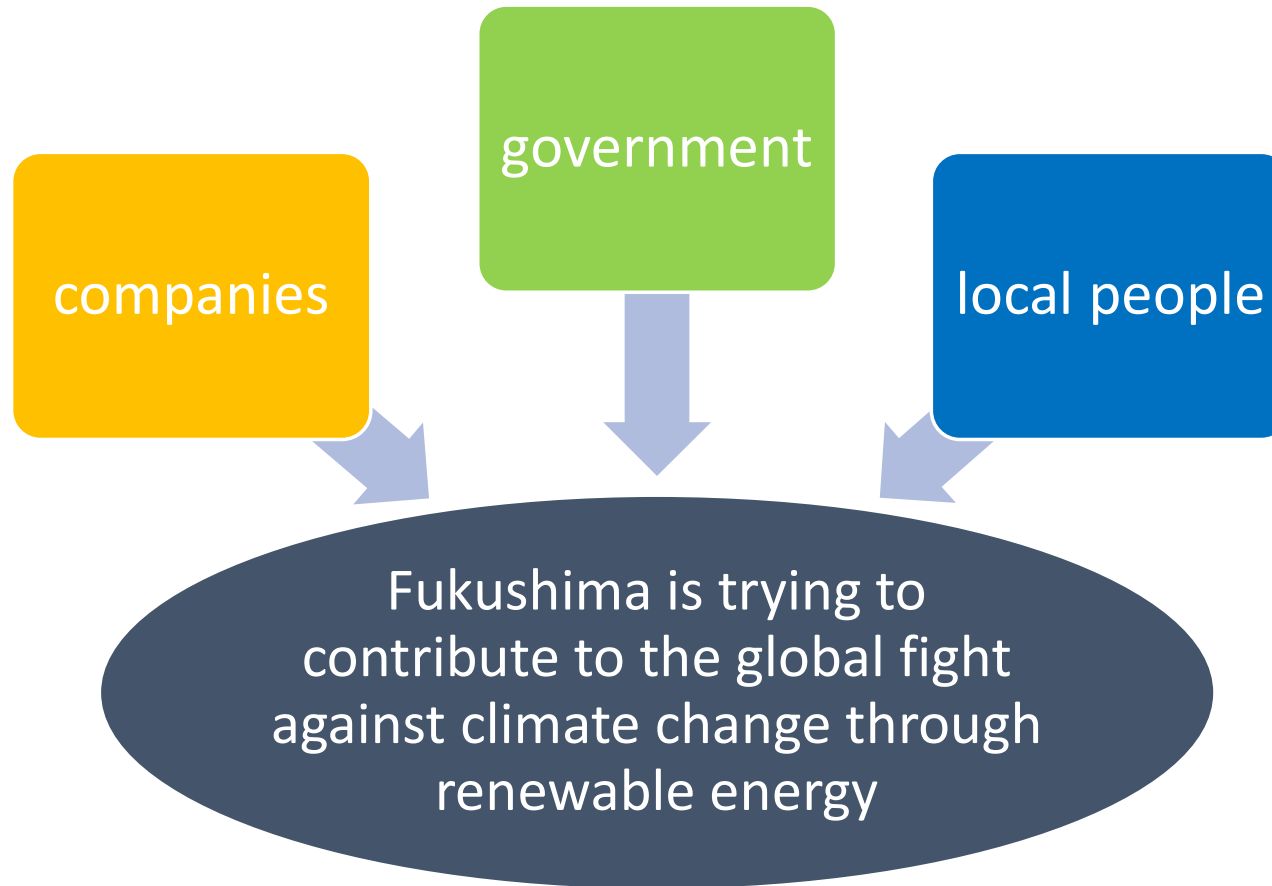 government
companies
local people
Fukushima is trying to
contribute to the global fight
against climate change through
renewable energy